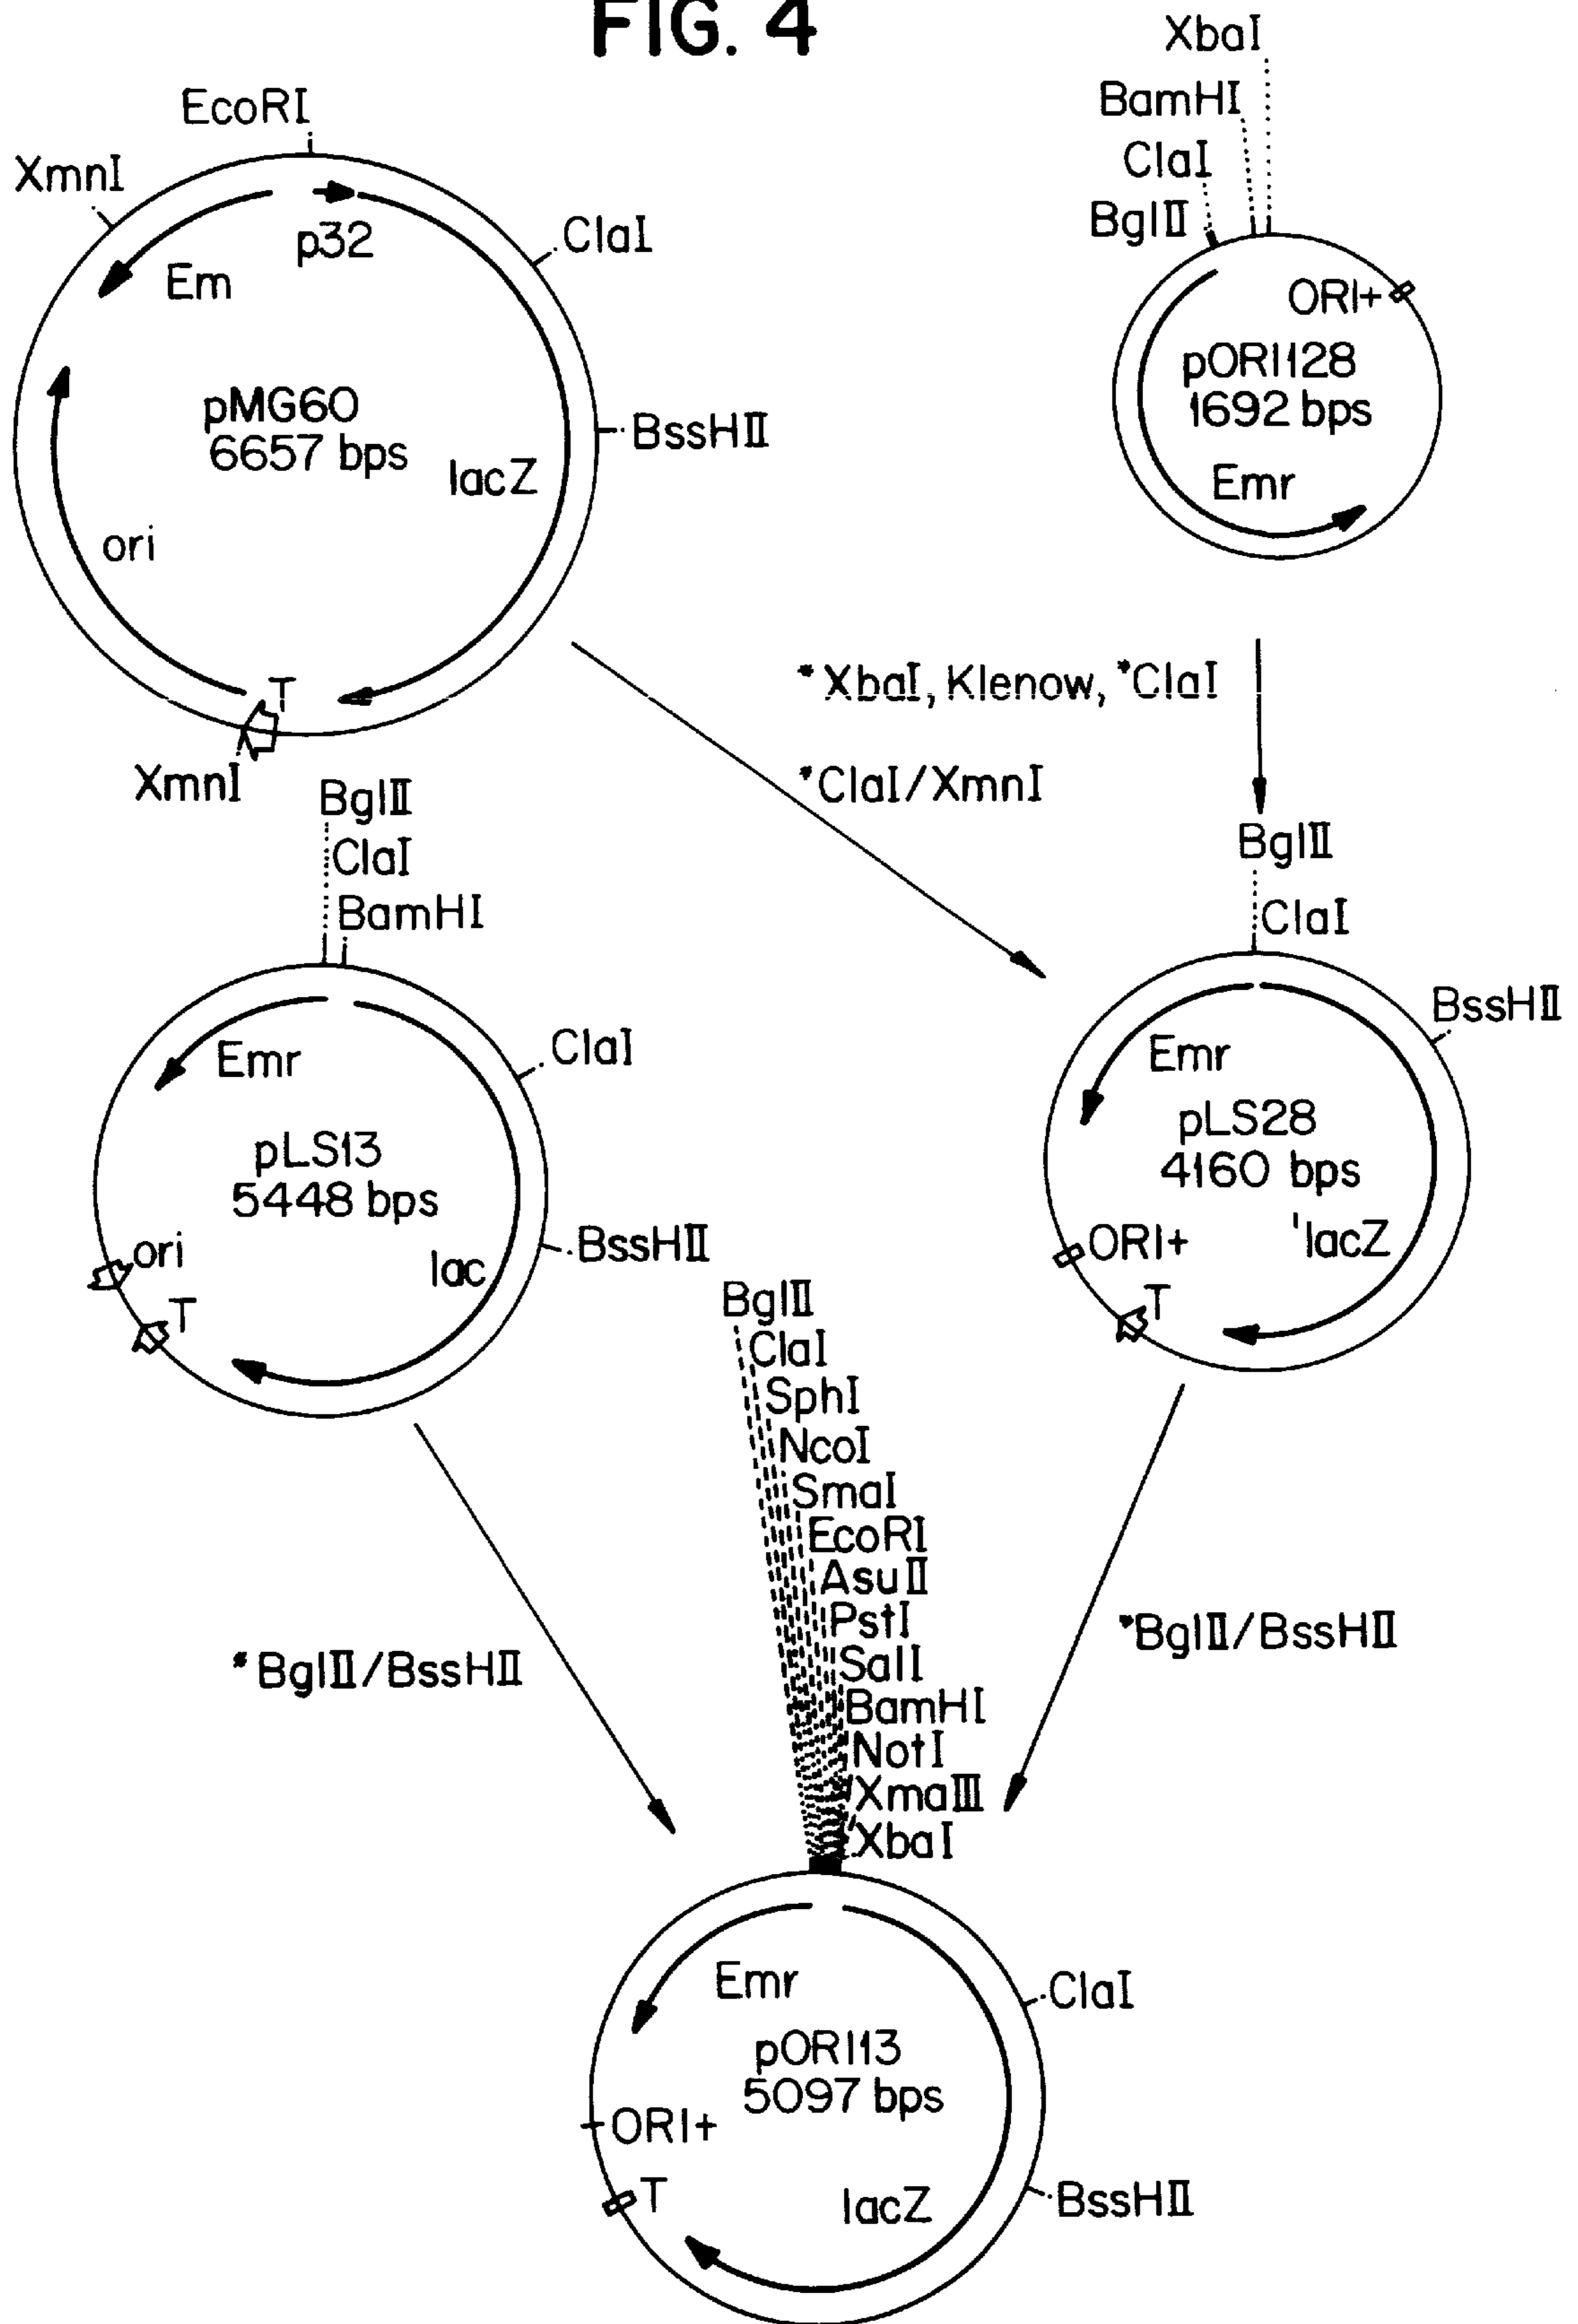 FIG. 4
EcoRI
XmnI
p32
Em
ClaI
pMG60
6657 bps
BssHII
lacZ
ori
T
XmnI
XbaI
BamHI
ClaI
BglII
ORI+
pORI128
1692 bps
Emr
*XbaI, Klenow, *ClaI
*ClaI/XmnI
BglII
ClaI
BamHI
ClaI
Emr
pLS13
5448 bps
BssHII
ori
lac
T
BglII
ClaI
BssHII
Emr
pLS28
4160 bps
ORI+
'lacZ
T
BglII
ClaI
SphI
NcoI
SmaI
EcoRI
AsuII
PstI
SalI
BamHI
NotI
XmaIII
XbaI
*BglII/BssHII
*BglII/BssHII
Emr
ClaI
pORI13
5097 bps
ORI+
T
lacZ
BssHII